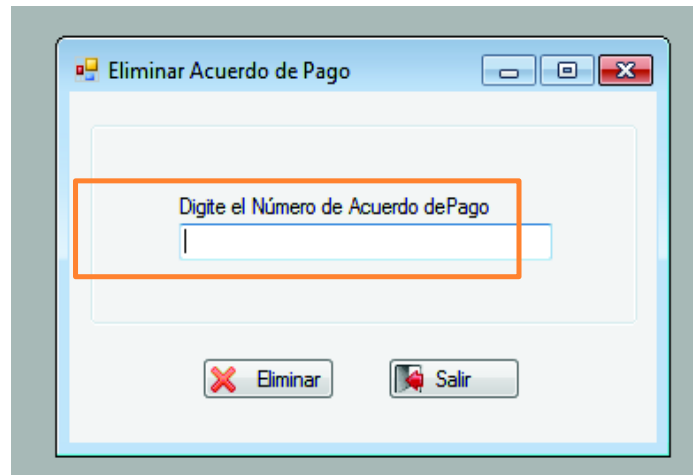 Eliminar Acuerdo de Pago
Digite el Número de Acuerdo dePago
Eliminar
Salir